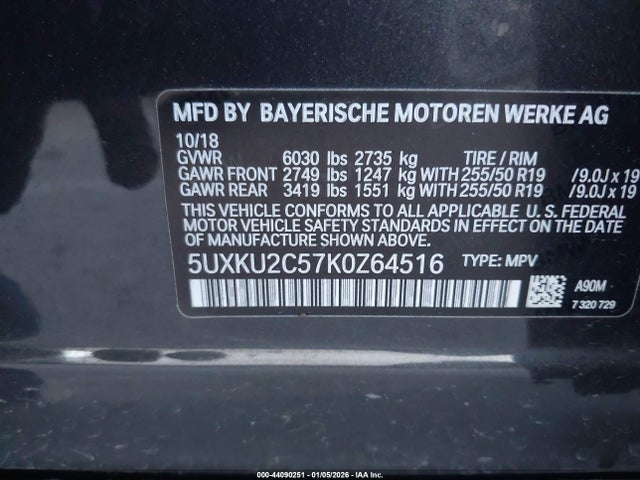 MFD BY BAYERISCHE MOTOREN WERKE AG
10/18
GVWR 6030 lbs 2735 kg TIRE / RIM
GAWR FRONT 2749 lbs 1247 kg WITH 255/50 R19 /9.0J x 19
GAWR REAR 3419 lbs 1551 kg WITH 255/50 R19 /9.0J x 19
THIS VEHICLE CONFORMS TO ALL APPLICABLE U. S. FEDERAL
MOTOR VEHICLE SAFETY STANDARDS IN EFFECT ON THE
DATE OF MANUFACTURE SHOWN ABOVE.
5UXKU2C57K0Z64516 TYPE: MPV
A90M
7 320 729
000-44090251 - 01/05/2026 - IAA Inc.